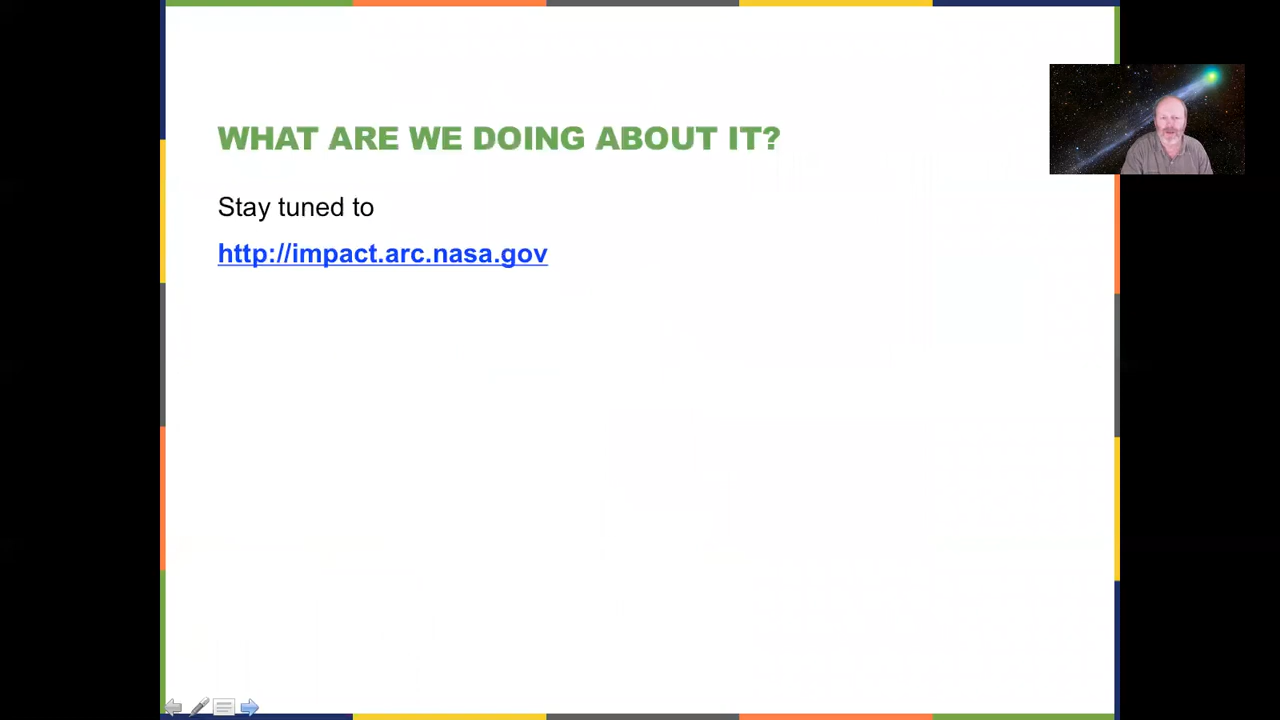 WHAT ARE WE DOING ABOUT IT?
Stay tuned to
http://impact.arc.nasa.gov